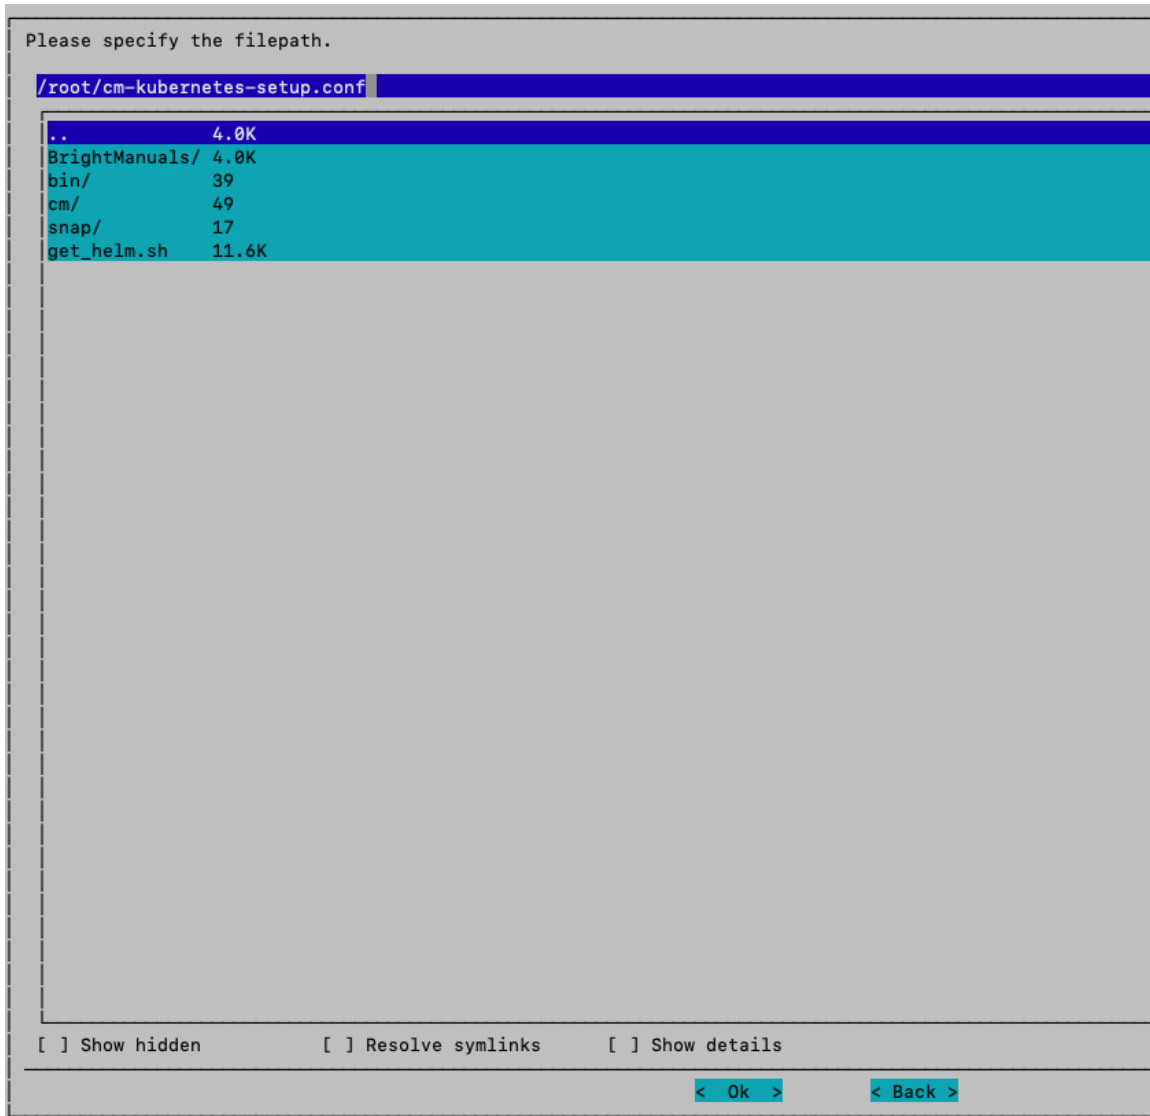 Please specify the filepath.
/root/cm-kubernetes-setup.conf
.. 4.0K
BrightManuals/ 4.0K
bin/ 39
cm/ 49
snap/ 17
get_helm.sh 11.6K
[ ] Show hidden [ ] Resolve symlinks [ ] Show details
< Ok > < Back >